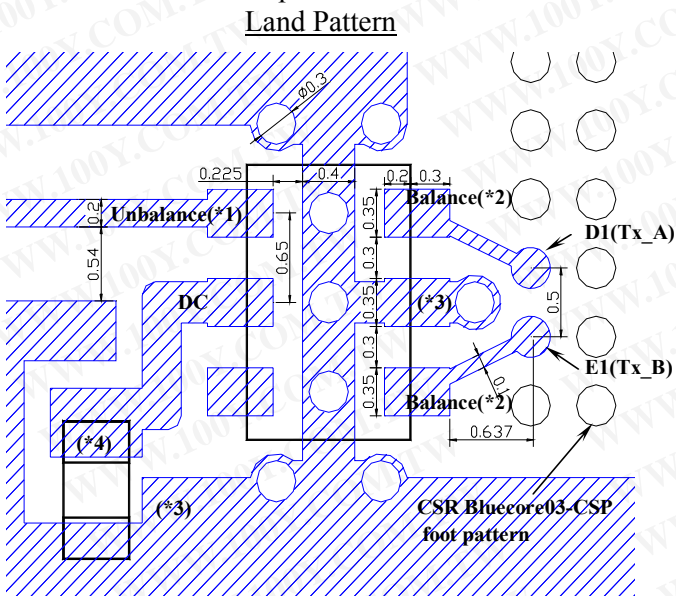 Land Pattern
ø0.3
0.225
0.4
0.2
0.3
0.2
Unbalance(*1)
Balance(*2)
0.35
D1(Tx_A)
0.54
0.65
0.3
DC
0.35
(*3)
0.5
0.3
E1(Tx_B)
0.35
0.1
Balance(*2)
(*4)
0.637
(*3)
CSR Bluecore03-CSP
foot pattern